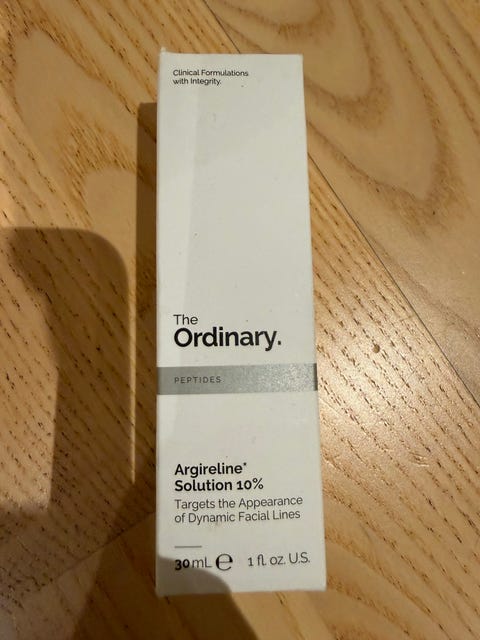 Clinical Formulations
with Integrity.
The
Ordinary.
PEPTIDES
Argireline*
Solution 10%
Targets the Appearance
of Dynamic Facial Lines
30 mL ℮ 1 fl. oz. U.S.